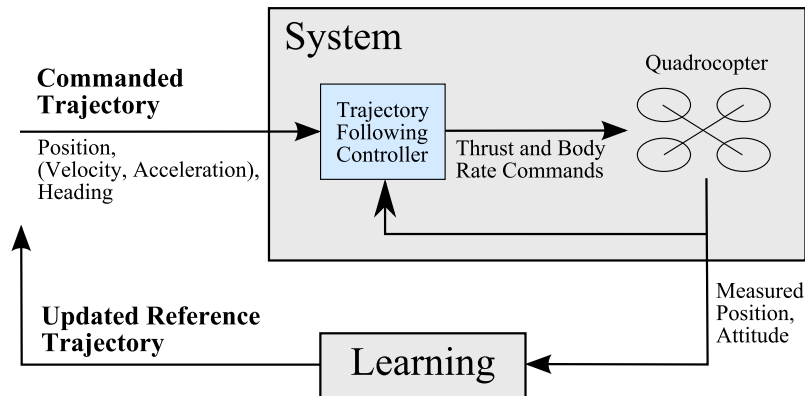 System
Commanded
Trajectory
Position,
(Velocity, Acceleration),
Heading
Trajectory
Following
Controller
Thrust and Body
Rate Commands
Quadrocopter
Measured
Position,
Attitude
Updated Reference
Trajectory
Learning